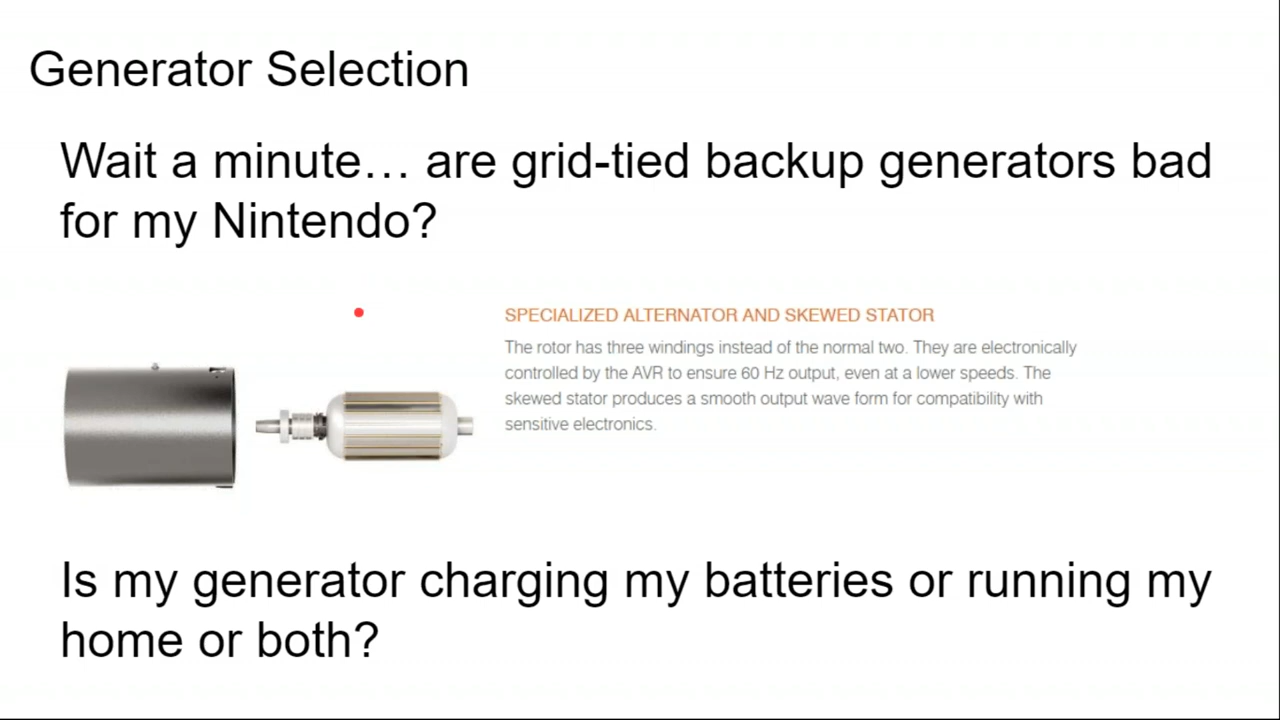 Generator Selection
Wait a minute… are grid-tied backup generators bad
for my Nintendo?
SPECIALIZED ALTERNATOR AND SKEWED STATOR
The rotor has three windings instead of the normal two. They are electronically
controlled by the AVR to ensure 60 Hz output, even at a lower speeds. The
skewed stator produces a smooth output wave form for compatibility with
sensitive electronics.
Is my generator charging my batteries or running my
home or both?